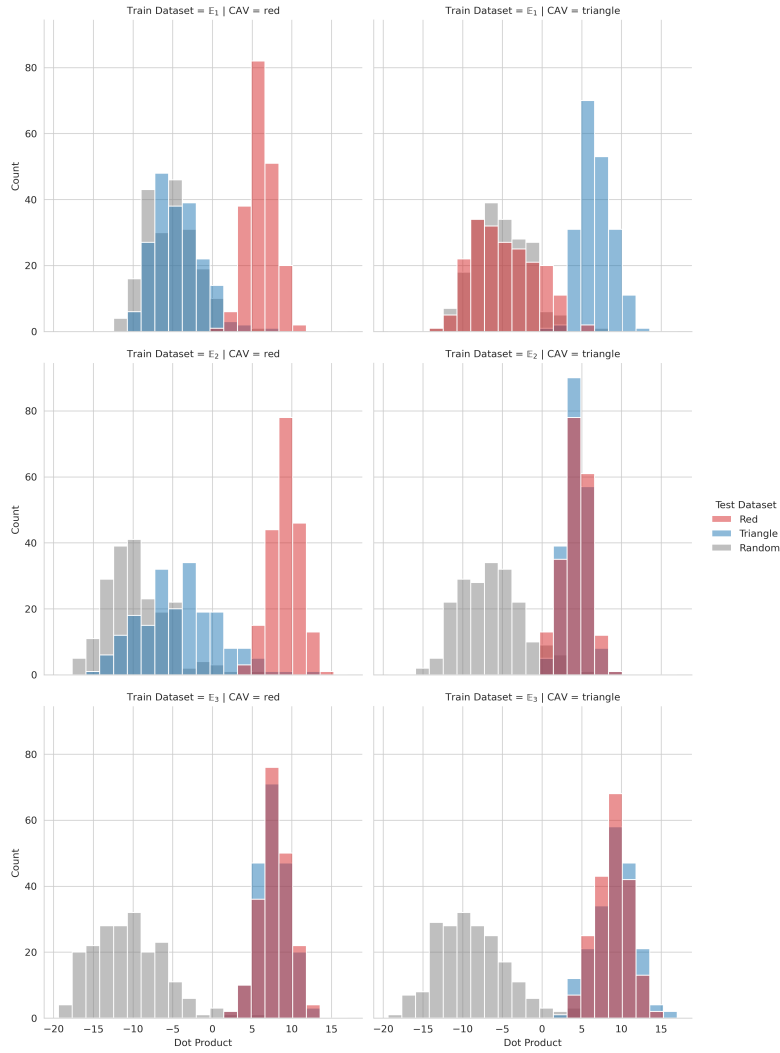 Train Dataset = 𝔼₁ | CAV = red
Train Dataset = 𝔼₁ | CAV = triangle
80
60
40
20
0
Count
Train Dataset = 𝔼₂ | CAV = red
Train Dataset = 𝔼₂ | CAV = triangle
80
60
40
20
0
Count
Test Dataset
Red
Triangle
Random
Train Dataset = 𝔼₃ | CAV = red
Train Dataset = 𝔼₃ | CAV = triangle
80
60
40
20
0
Count
−20 −15 −10 −5 0 5 10 15
−20 −15 −10 −5 0 5 10 15
Dot Product
Dot Product